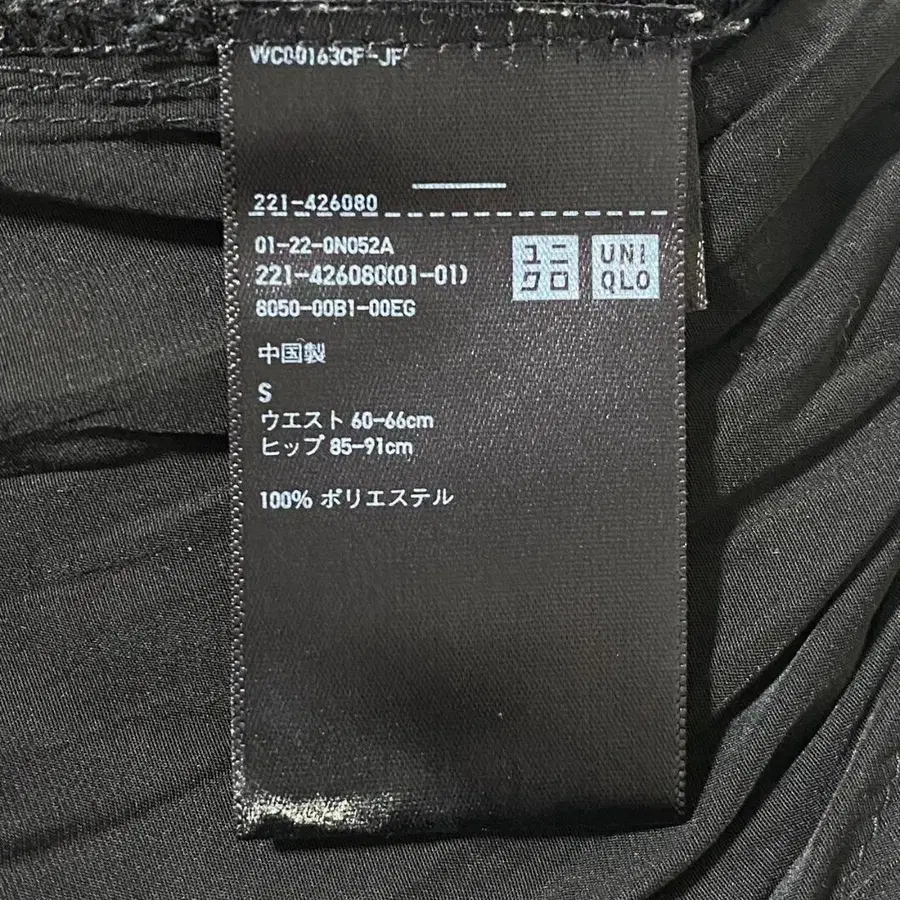 WC00163CF-JF
221-426080
01-22-0N052A
221-426080(01-01)
8050-00B1-00EG
ユニ
クロ
UNI
QLO
中国製
S
ウエスト 60-66cm
ヒップ 85-91cm
100% ポリエステル